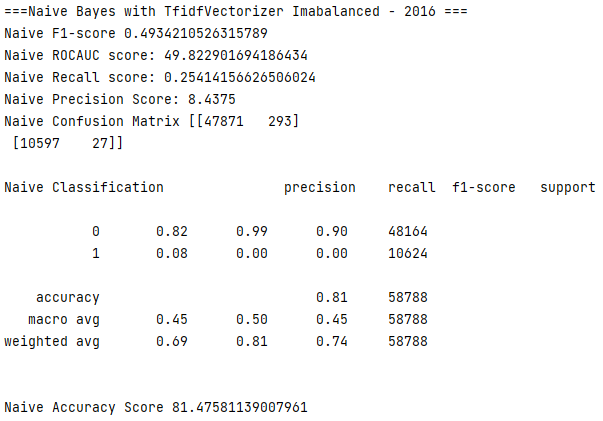 ===Naive Bayes with TfidfVectorizer Imabalanced - 2016 ===
Naive F1-score 0.4934210526315789
Naive ROCAUC score: 49.822901694186434
Naive Recall score: 0.25414156626506024
Naive Precision Score: 8.4375
Naive Confusion Matrix [[47871   293]
 [10597    27]]
Naive Classification               precision    recall  f1-score   support
           0       0.82      0.99      0.90     48164
           1       0.08      0.00      0.00     10624
    accuracy                           0.81     58788
   macro avg       0.45      0.50      0.45     58788
weighted avg       0.69      0.81      0.74     58788
Naive Accuracy Score 81.47581139007961